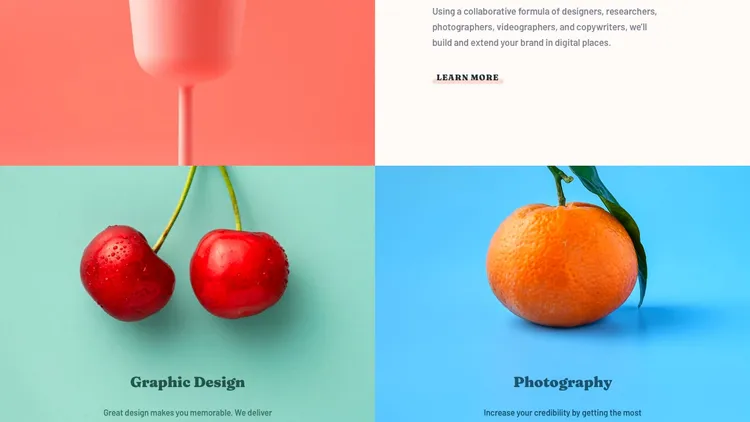 Using a collaborative formula of designers, researchers,
photographers, videographers, and copywriters, we'll
build and extend your brand in digital places.
LEARN MORE
Graphic Design
Great design makes you memorable. We deliver
Photography
Increase your credibility by getting the most